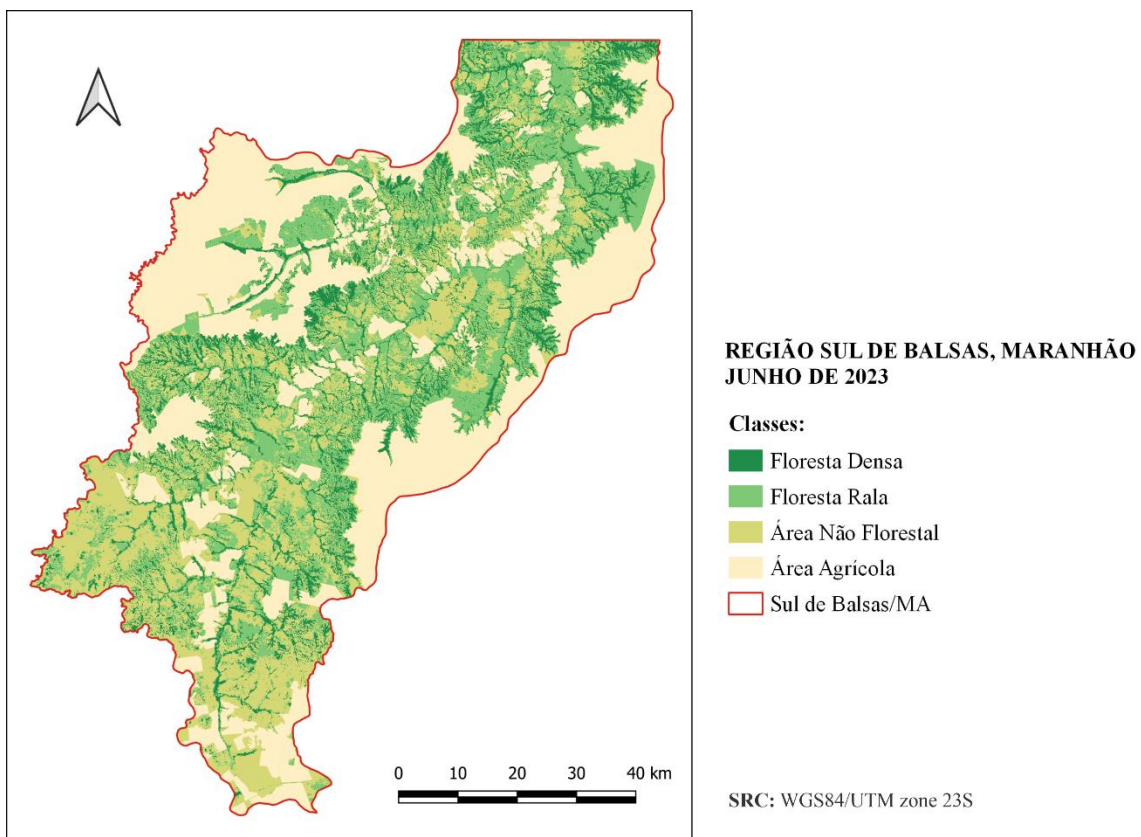 REGIÃO SUL DE BALSAS, MARANHÃO
JUNHO DE 2023
Classes:
Floresta Densa
Floresta Rala
Área Não Florestal
Área Agrícola
Sul de Balsas/MA
0 10 20 30 40 km
SRC: WGS84/UTM zone 23S